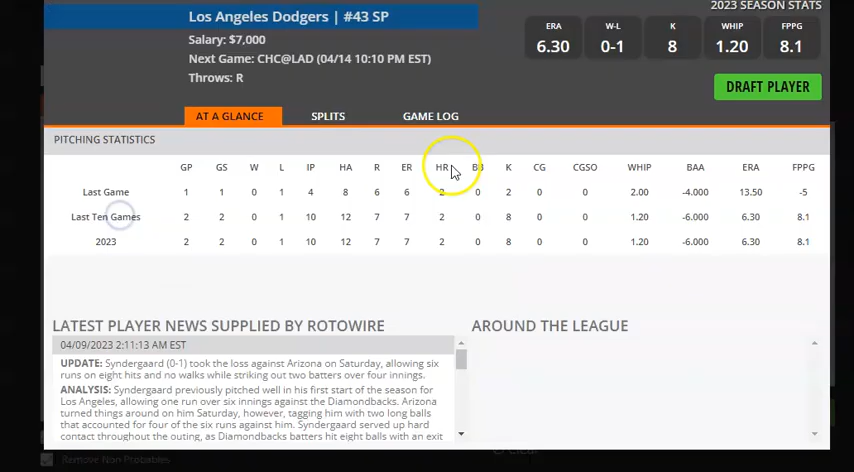 2023 SEASON STATS
Los Angeles Dodgers | #43 SP
Salary: $7,000
Next Game: CHC@LAD (04/14 10:10 PM EST)
Throws: R
ERA W-L K WHIP FPPG
6.30 0-1 8 1.20 8.1
DRAFT PLAYER
AT A GLANCE SPLITS GAME LOG
PITCHING STATISTICS
GP GS W L IP HA R ER HR BB K CG CGSO WHIP BAA ERA FPPG
Last Game 1 1 0 1 4 8 6 6 2 0 2 0 0 2.00 -4.000 13.50 -5
Last Ten Games 2 2 0 1 10 12 7 7 2 0 8 0 0 1.20 -6.000 6.30 8.1
2023 2 2 0 1 10 12 7 7 2 0 8 0 0 1.20 -6.000 6.30 8.1
LATEST PLAYER NEWS SUPPLIED BY ROTOWIRE
AROUND THE LEAGUE
04/09/2023 2:11:13 AM EST
UPDATE: Syndergaard (0-1) took the loss against Arizona on Saturday, allowing six
runs on eight hits and no walks while striking out two batters over four innings.
ANALYSIS: Syndergaard previously pitched well in his first start of the season for
Los Angeles, allowing one run over six innings against the Diamondbacks. Arizona
turned things around on him Saturday, however, tagging him with two long balls
that accounted for four of the six runs against him. Syndergaard served up hard
contact throughout the outing, as Diamondbacks batters hit eight balls with an exit
Remove Non Probables
Clear